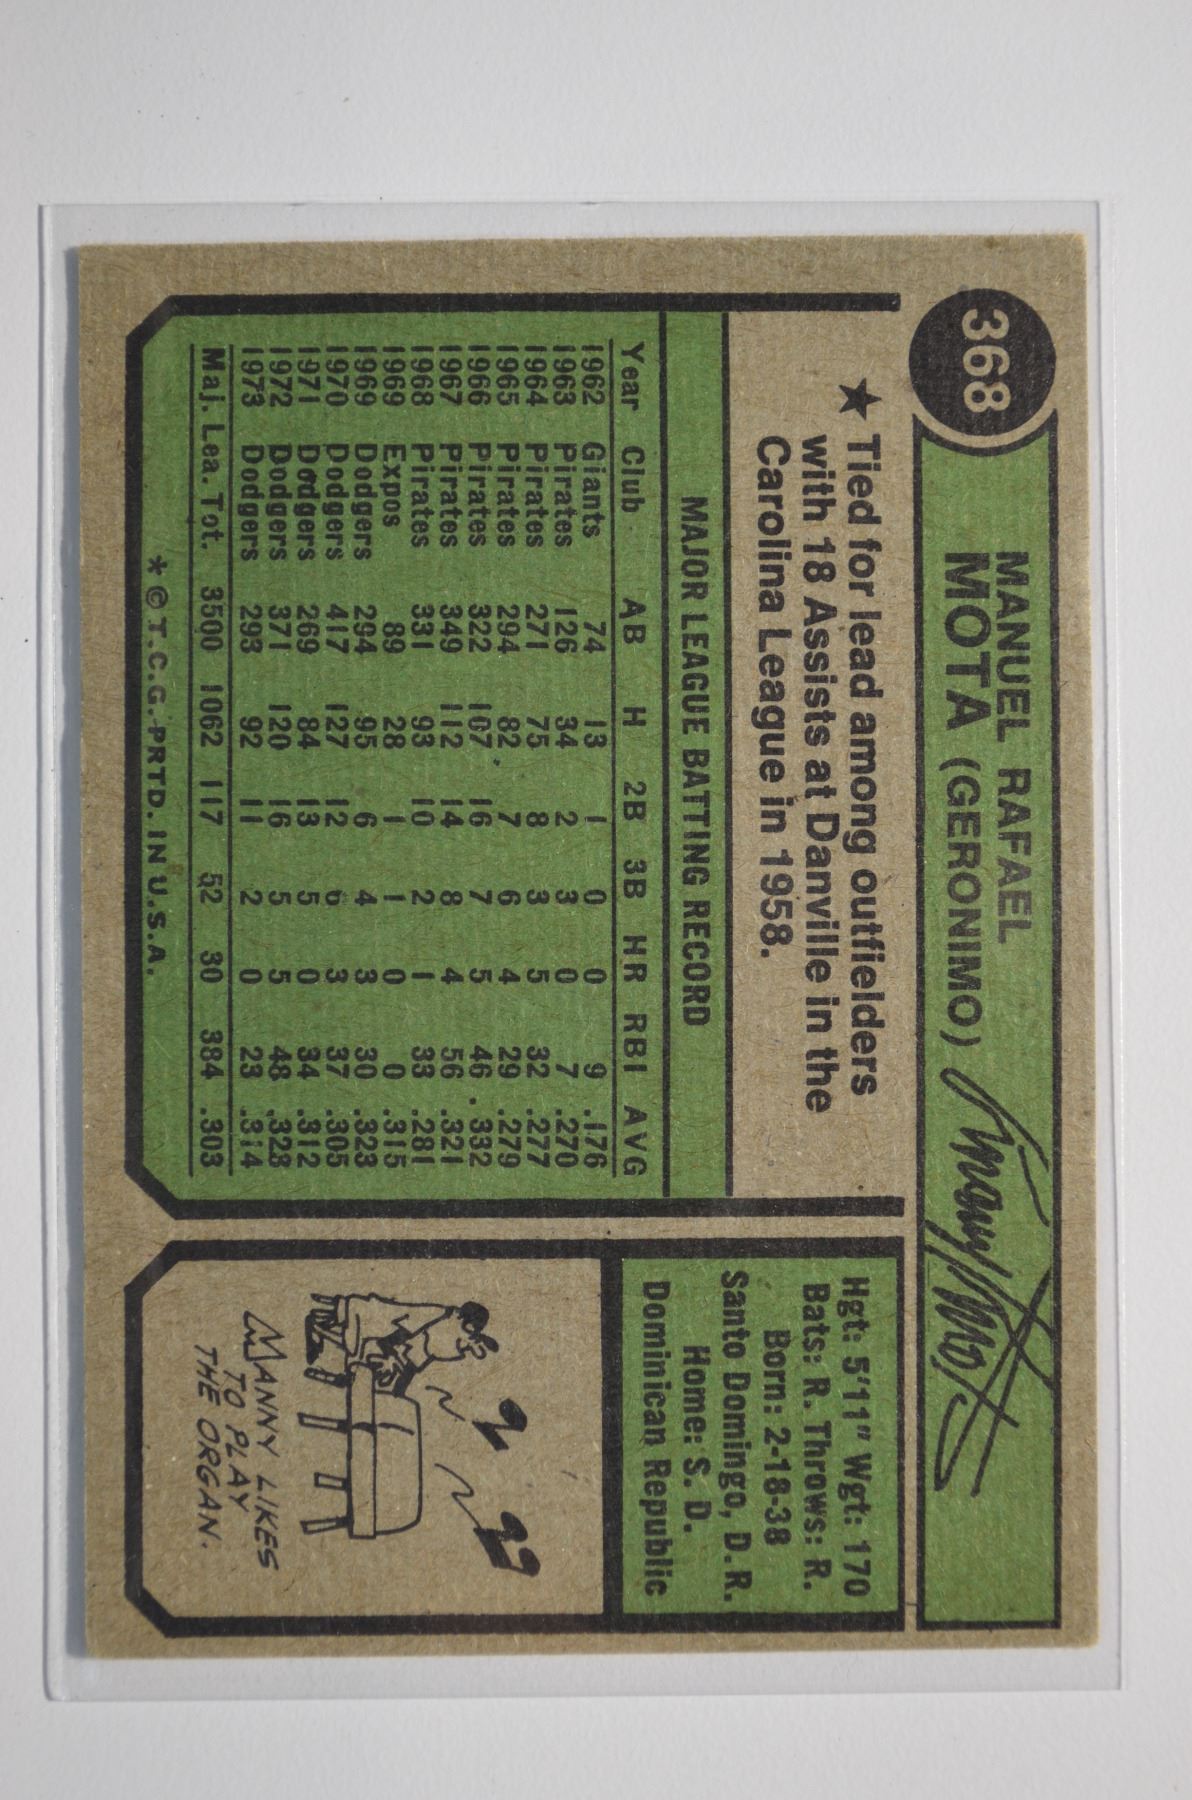 368
MANUEL RAFAEL
MOTA (GERONIMO) Manny Mota
★ Tied for lead among outfielders
with 18 Assists at Danville in the
Carolina League in 1958.
MAJOR LEAGUE BATTING RECORD
Year Club AB H 2B 3B HR RBI AVG
1962 Giants 74 13 1 0 0 9 .176
1963 Pirates 126 34 2 3 0 7 .270
1964 Pirates 271 75 8 3 5 32 .277
1965 Pirates 294 82 7 6 4 29 .279
1966 Pirates 322 107 16 7 5 46 .332
1967 Pirates 349 112 14 8 4 56 .321
1968 Pirates 331 93 10 2 1 33 .281
1969 Expos 89 28 1 1 0 0 .315
1969 Dodgers 294 95 6 4 3 30 .323
1970 Dodgers 417 127 12 6 3 37 .305
1971 Dodgers 269 84 13 5 0 34 .312
1972 Dodgers 371 120 16 5 5 48 .323
1973 Dodgers 293 92 11 2 0 23 .314
Maj. Lea. Tot. 3500 1062 117 52 30 384 .303
* © T.C.G. PRTD. IN U.S.A.
Hgt: 5'11" Wgt: 170
Bats: R. Throws: R.
Born: 2-18-38
Santo Domingo, D.R.
Home: S. D.
Dominican Republic
MANNY LIKES
TO PLAY
THE ORGAN.